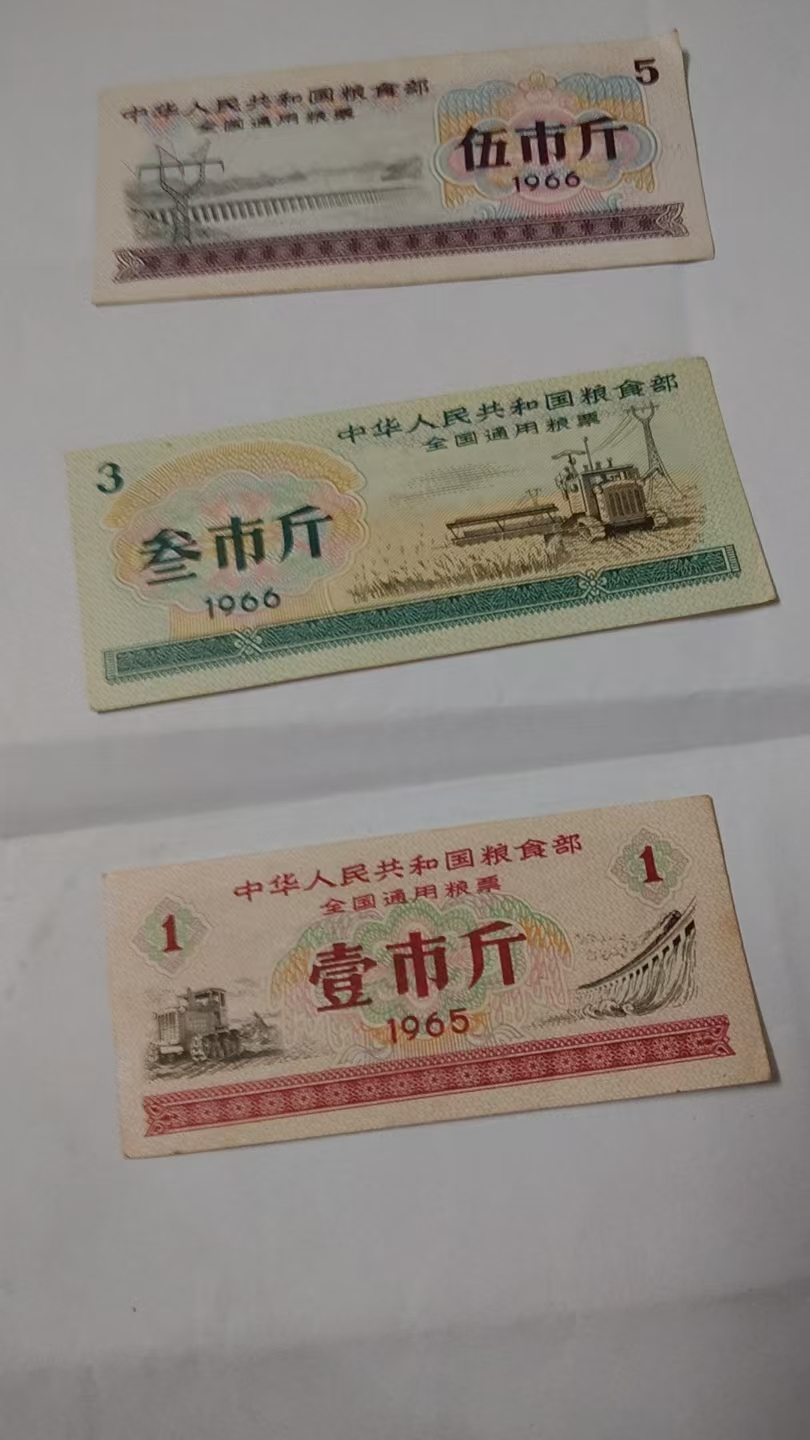 5
中华人民共和国粮食部
全国通用粮票
伍市斤
1966
中华人民共和国粮食部
全国通用粮票
3
叁市斤
1966
中华人民共和国粮食部
全国通用粮票
1
1
壹市斤
1965